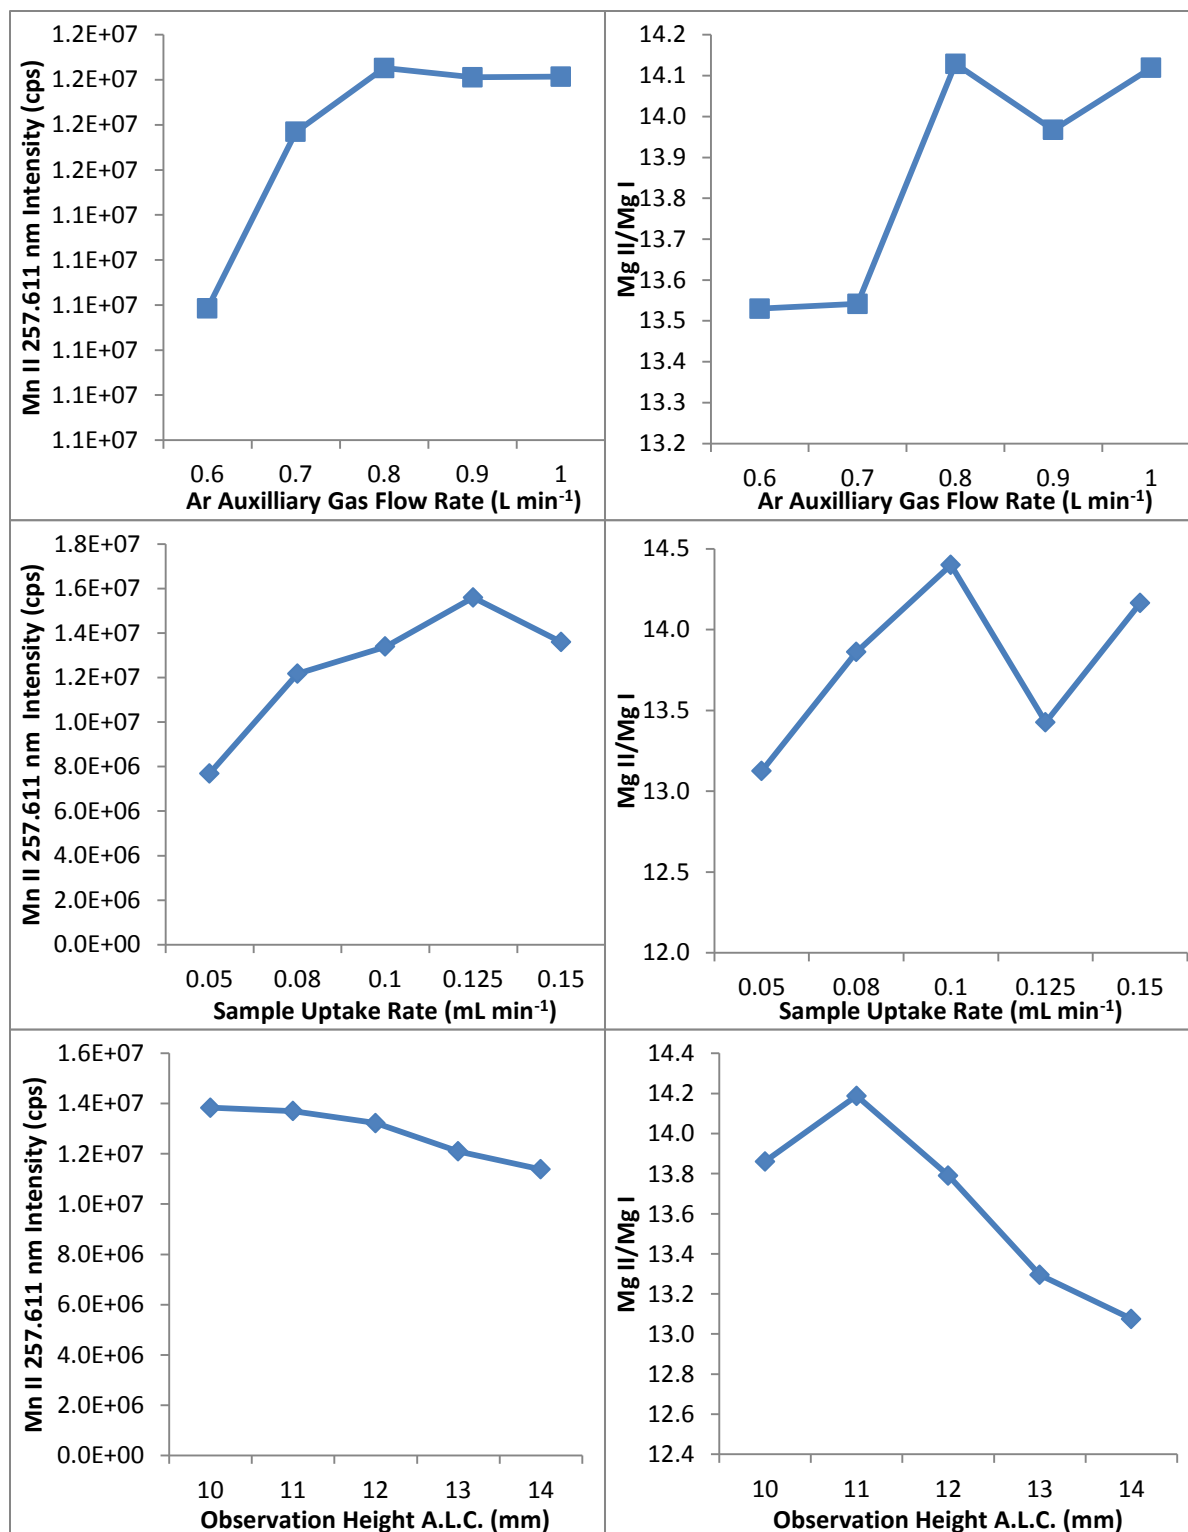 Mn II 257.611 nm Intensity (cps)
1.2E+07
1.2E+07
1.2E+07
1.2E+07
1.1E+07
1.1E+07
1.1E+07
1.1E+07
1.1E+07
1.1E+07
0.6 0.7 0.8 0.9 1
Ar Auxilliary Gas Flow Rate (L min⁻¹)
Mg II/Mg I
14.2
14.1
14.0
13.9
13.8
13.7
13.6
13.5
13.4
13.3
13.2
0.6 0.7 0.8 0.9 1
Ar Auxilliary Gas Flow Rate (L min⁻¹)
Mn II 257.611 nm Intensity (cps)
1.8E+07
1.6E+07
1.4E+07
1.2E+07
1.0E+07
8.0E+06
6.0E+06
4.0E+06
2.0E+06
0.0E+00
0.05 0.08 0.1 0.125 0.15
Sample Uptake Rate (mL min⁻¹)
Mg II/Mg I
14.5
14.0
13.5
13.0
12.5
12.0
0.05 0.08 0.1 0.125 0.15
Sample Uptake Rate (mL min⁻¹)
Mn II 257.611 nm Intensity (cps)
1.6E+07
1.4E+07
1.2E+07
1.0E+07
8.0E+06
6.0E+06
4.0E+06
2.0E+06
0.0E+00
10 11 12 13 14
Observation Height A.L.C. (mm)
Mg II/Mg I
14.4
14.2
14.0
13.8
13.6
13.4
13.2
13.0
12.8
12.6
12.4
10 11 12 13 14
Observation Height A.L.C. (mm)